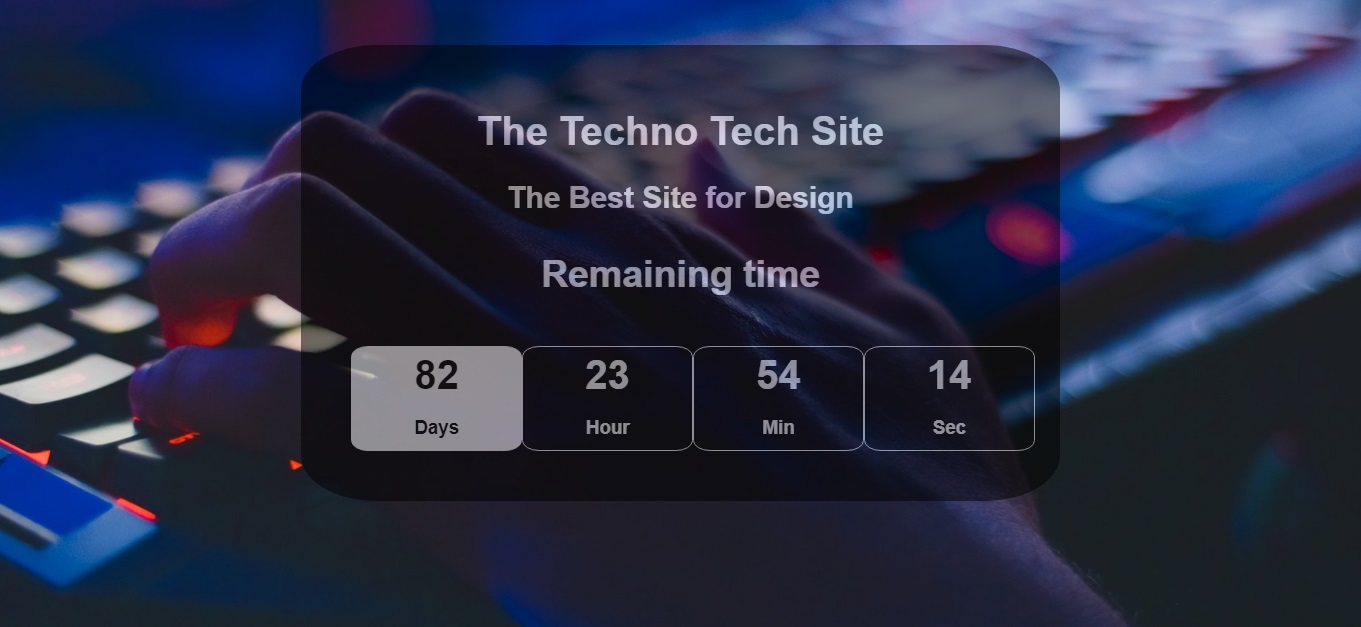 The Techno Tech Site
The Best Site for Design
Remaining time
82 23 54 14
Days Hour Min Sec